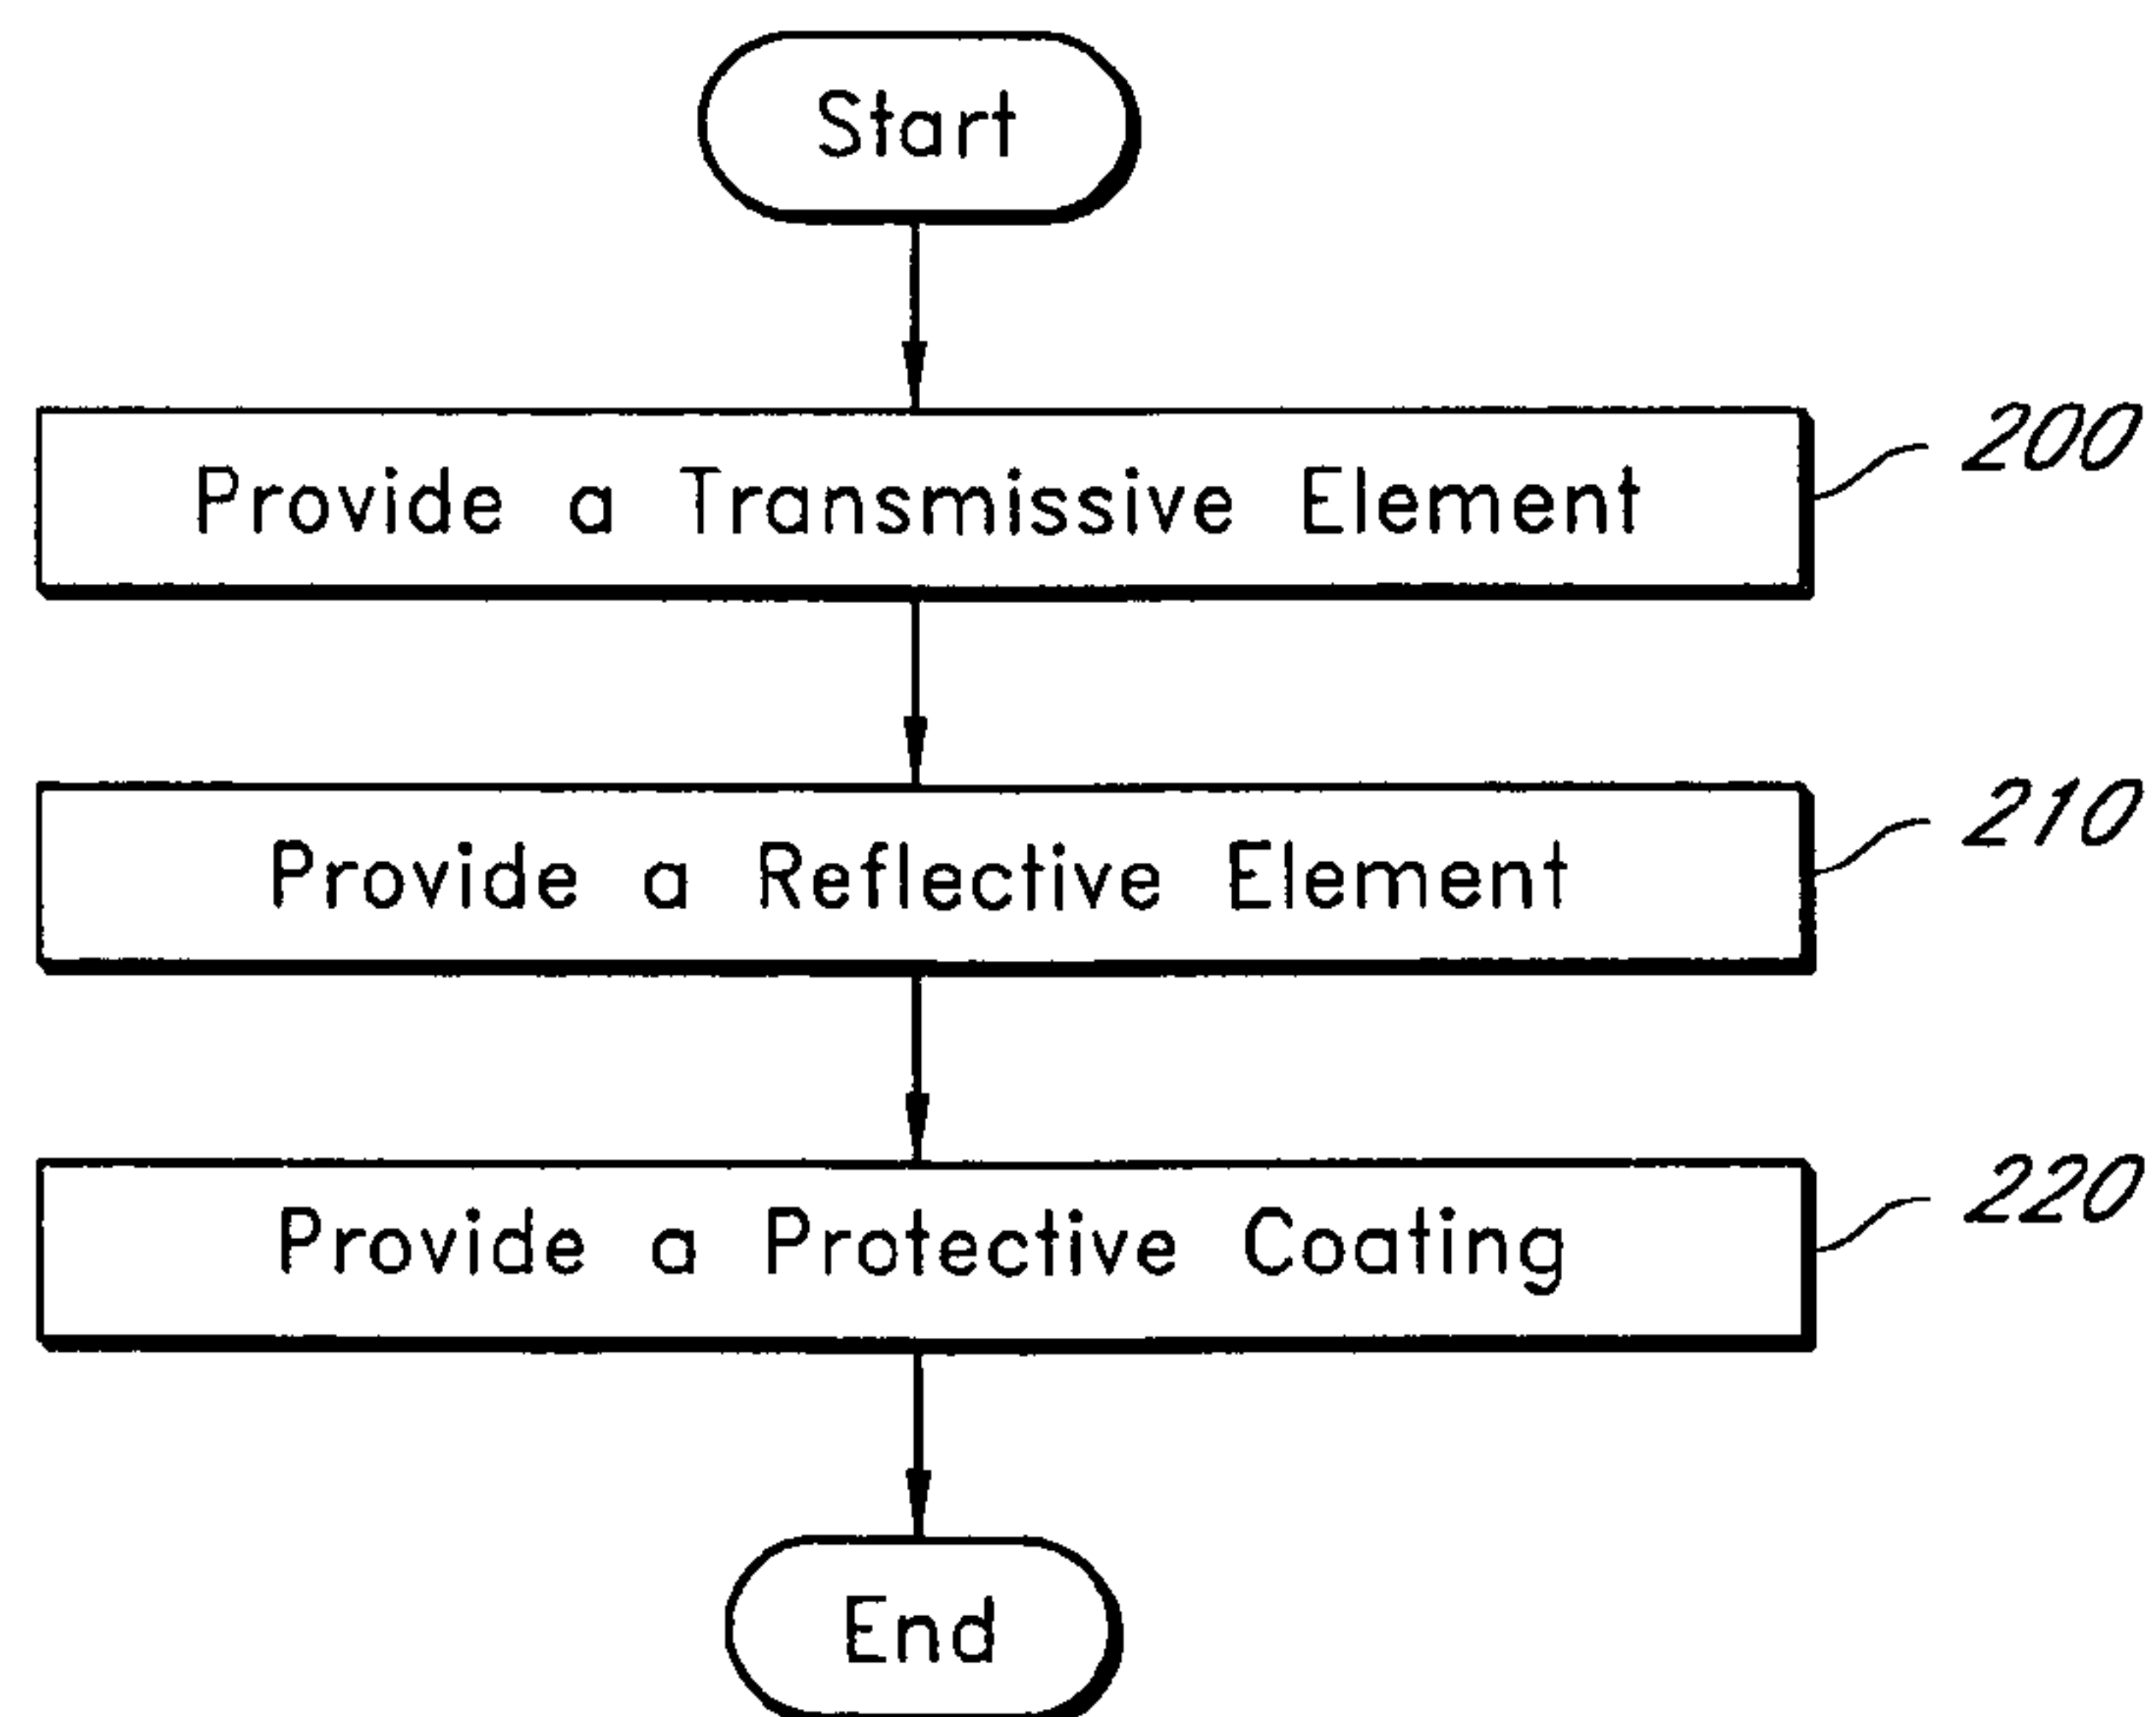 Start
Provide a Transmissive Element
200
Provide a Reflective Element
210
Provide a Protective Coating
220
End